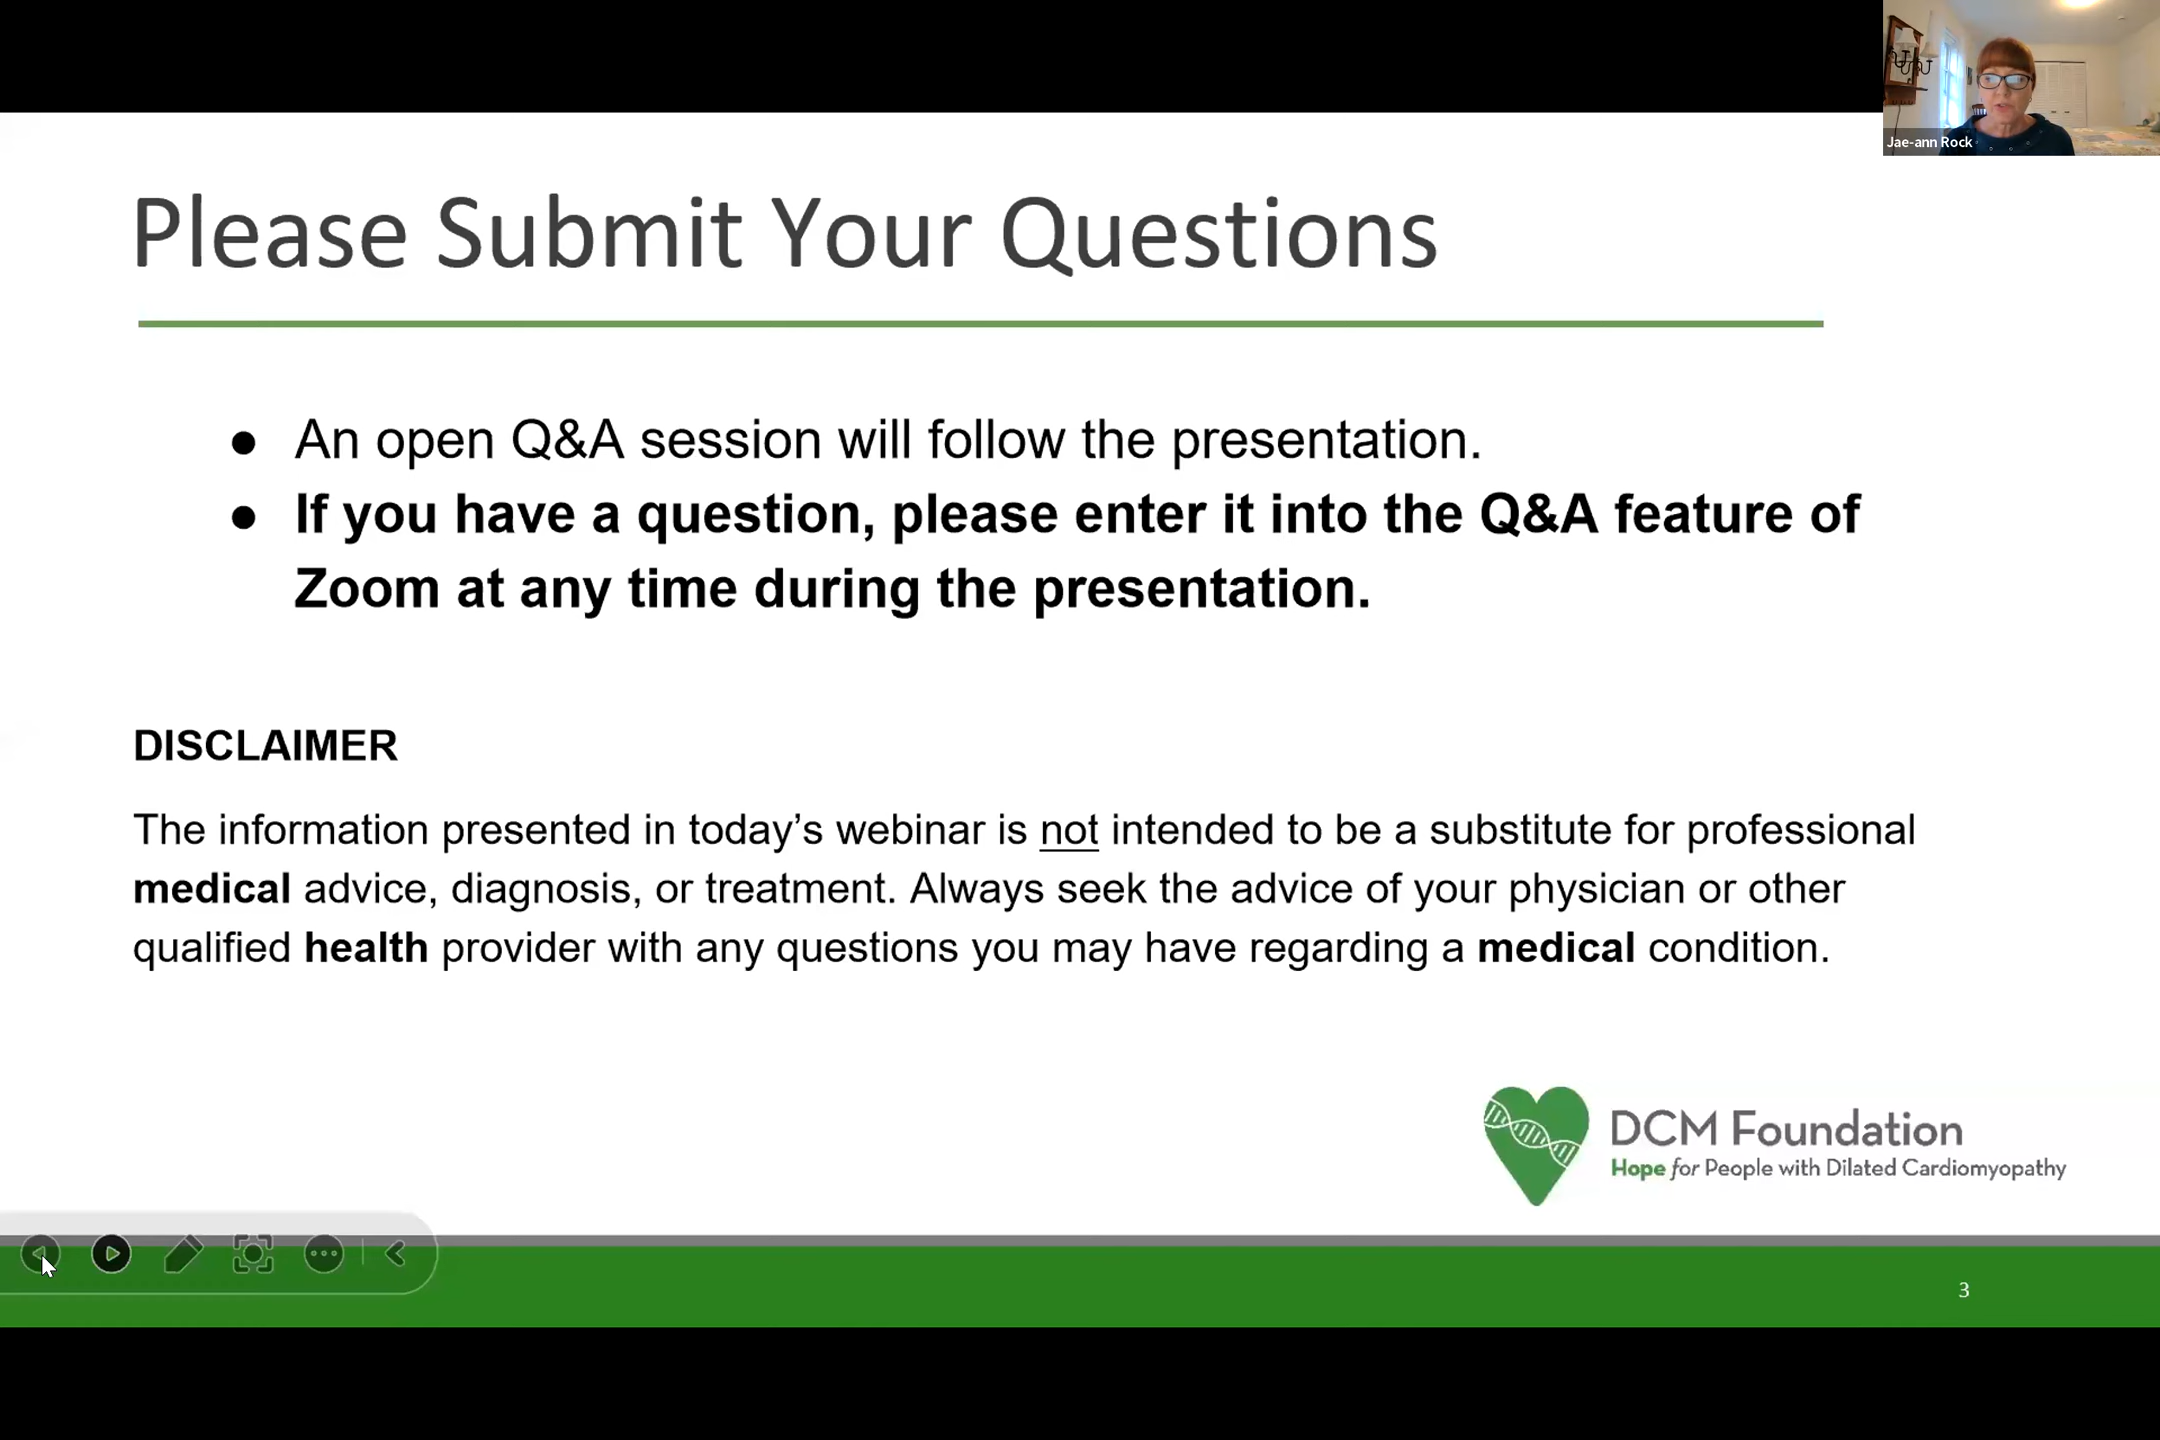 Jae-ann Rock
Please Submit Your Questions
● An open Q&A session will follow the presentation.
● If you have a question, please enter it into the Q&A feature of
Zoom at any time during the presentation.
DISCLAIMER
The information presented in today’s webinar is not intended to be a substitute for professional
medical advice, diagnosis, or treatment. Always seek the advice of your physician or other
qualified health provider with any questions you may have regarding a medical condition.
DCM Foundation
Hope for People with Dilated Cardiomyopathy
3